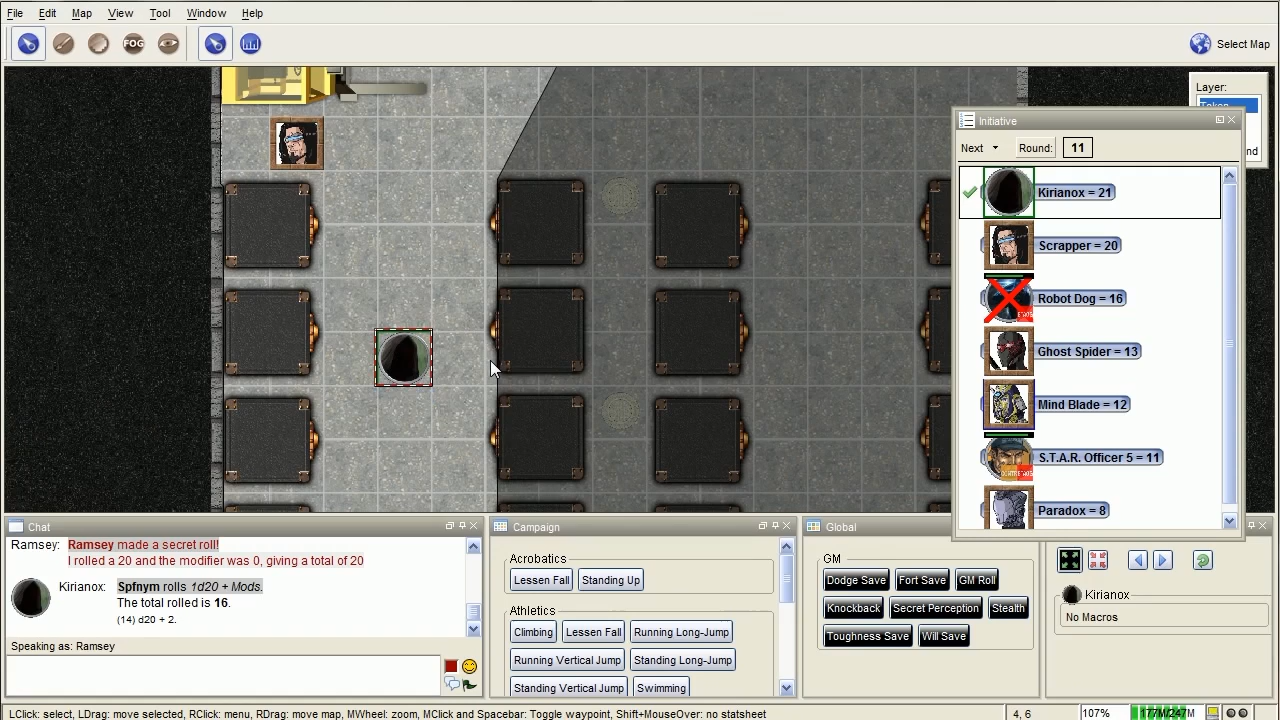 File Edit Map View Tool Window Help
FOG
Select Map
Layer:
Token
nd
Initiative
Next Round: 11
Kirianox = 21
Scrapper = 20
Robot Dog = 16
Ghost Spider = 13
Mind Blade = 12
S.T.A.R. Officer 5 = 11
Paradox = 8
Chat
Ramsey: Ramsey made a secret roll!
I rolled a 20 and the modifier was 0, giving a total of 20
Kirianox: Spfnym rolls 1d20 + Mods.
The total rolled is 16.
(14) d20 + 2.
Speaking as: Ramsey
Campaign
Acrobatics
Lessen Fall Standing Up
Athletics
Climbing Lessen Fall Running Long-Jump
Running Vertical Jump Standing Long-Jump
Standing Vertical Jump Swimming
Global
GM
Dodge Save Fort Save GM Roll
Knockback Secret Perception Stealth
Toughness Save Will Save
Kirianox
No Macros
LClick: select, LDrag: move selected, RClick: menu, RDrag: move map, MWheel: zoom, MClick and Spacebar: Toggle waypoint, Shift+MouseOver: no statsheet
4, 6 107% 177M/247M